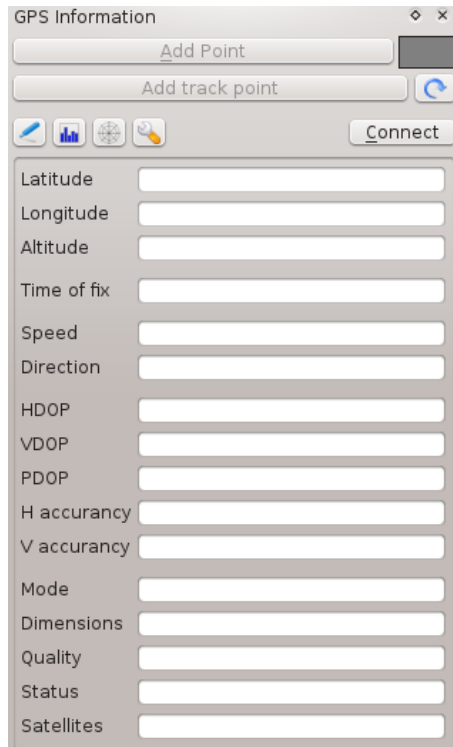 GPS Information
Add Point
Add track point
Connect
Latitude
Longitude
Altitude
Time of fix
Speed
Direction
HDOP
VDOP
PDOP
H accurancy
V accurancy
Mode
Dimensions
Quality
Status
Satellites